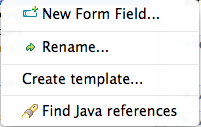 New Form Field...
Rename...
Create template...
Find Java references